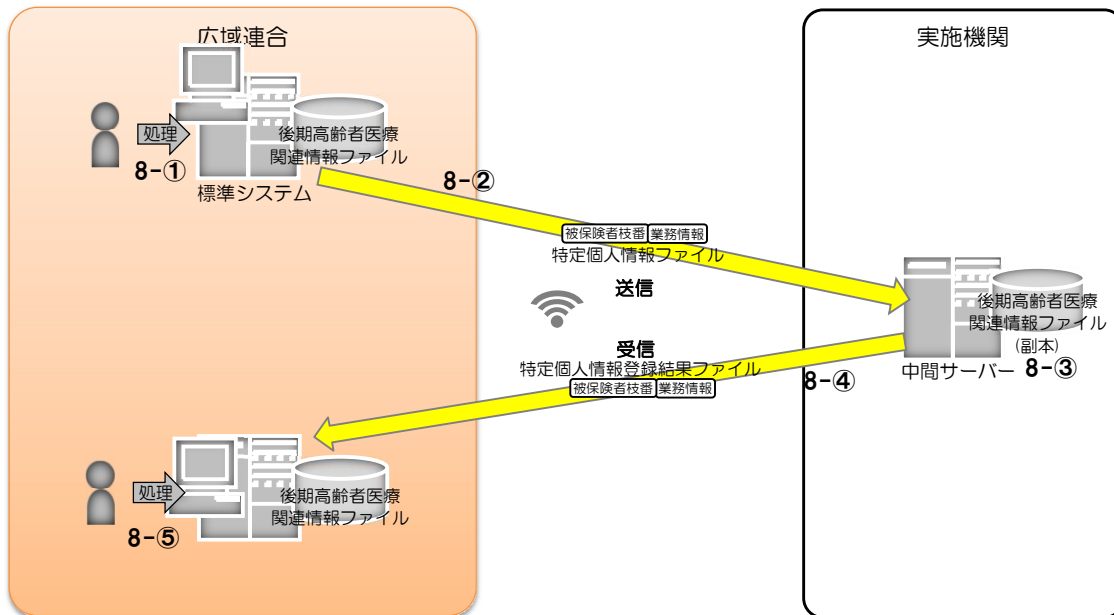 広域連合
実施機関
処理
8-①
後期高齢者医療
関連情報ファイル
標準システム
8-②
被保険者枝番 業務情報
特定個人情報ファイル
送信
後期高齢者医療
関連情報ファイル
(副本)
中間サーバー 8-③
受信
特定個人情報登録結果ファイル
8-④
被保険者枝番 業務情報
処理
8-⑤
後期高齢者医療
関連情報ファイル